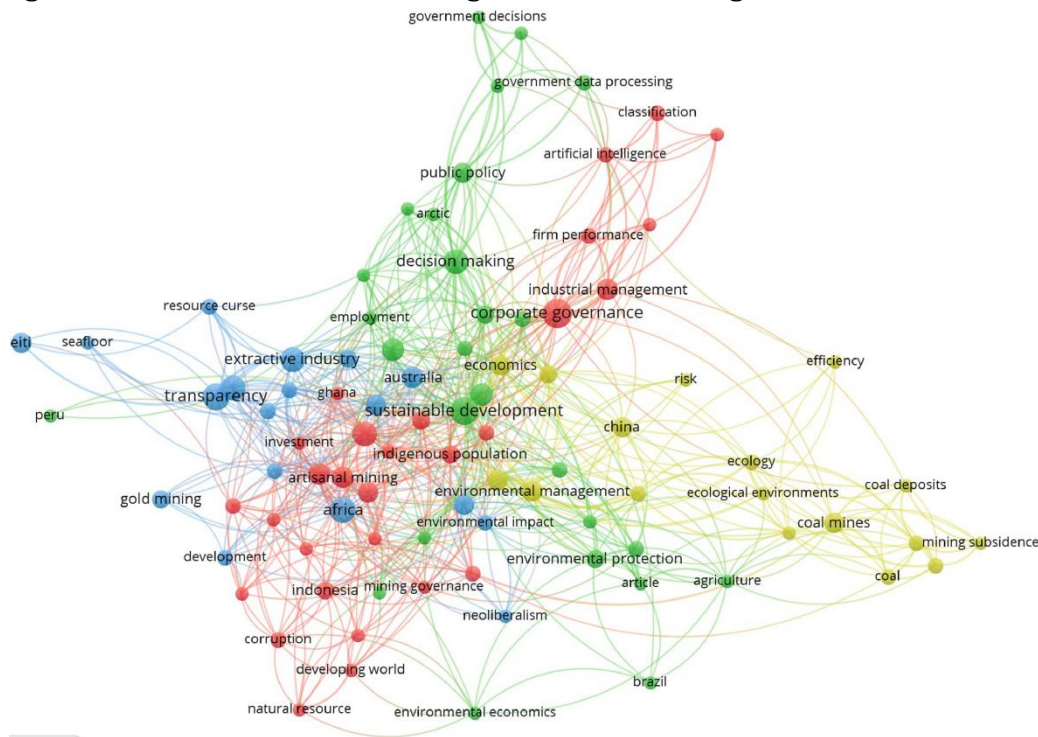 government decisions
government data processing
classification
artificial intelligence
public policy
arctic
firm performance
decision making
industrial management
resource curse
corporate governance
employment
eiti
seafloor
extractive industry
economics
efficiency
australia
risk
transparency
ghana
sustainable development
peru
china
investment
indigenous population
ecology
artisanal mining
environmental management
ecological environments
coal deposits
gold mining
africa
environmental impact
coal mines
mining subsidence
development
environmental protection
coal
indonesia
mining governance
article
agriculture
neoliberalism
corruption
developing world
brazil
natural resource
environmental economics